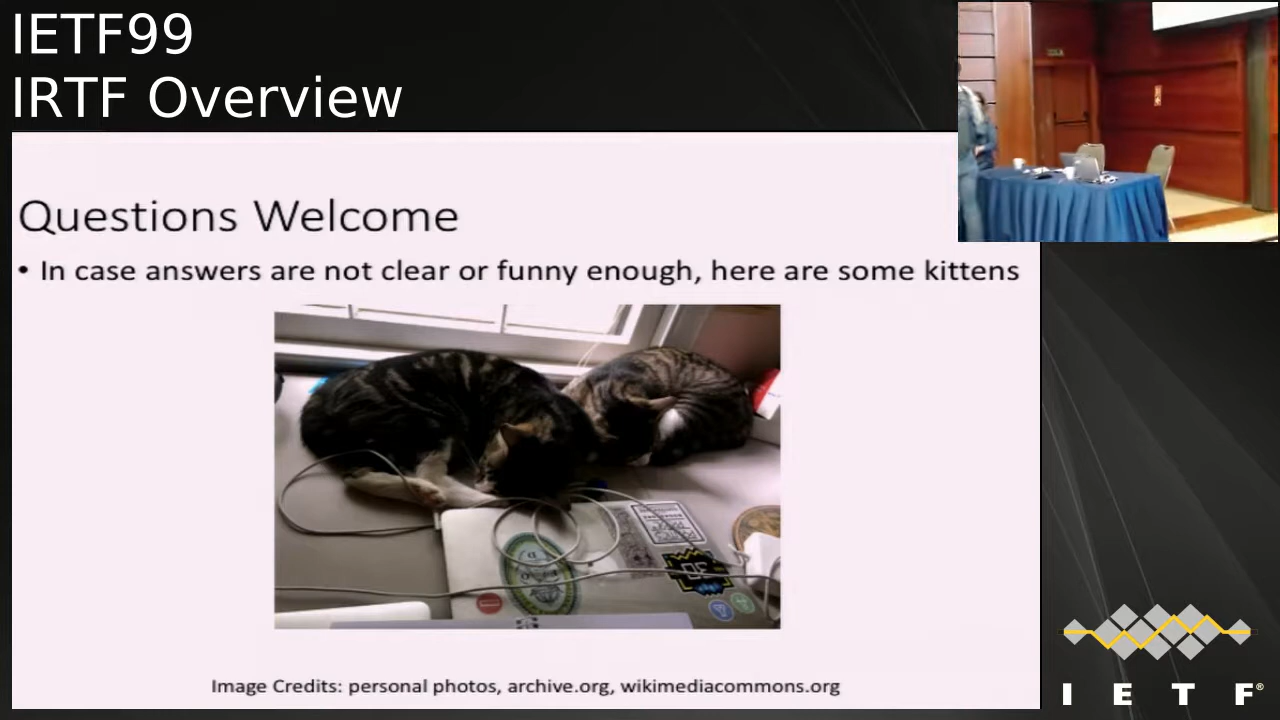 IETF99
IRTF Overview
Questions Welcome
• In case answers are not clear or funny enough, here are some kittens
Image Credits: personal photos, archive.org, wikimediacommons.org
I E T F®